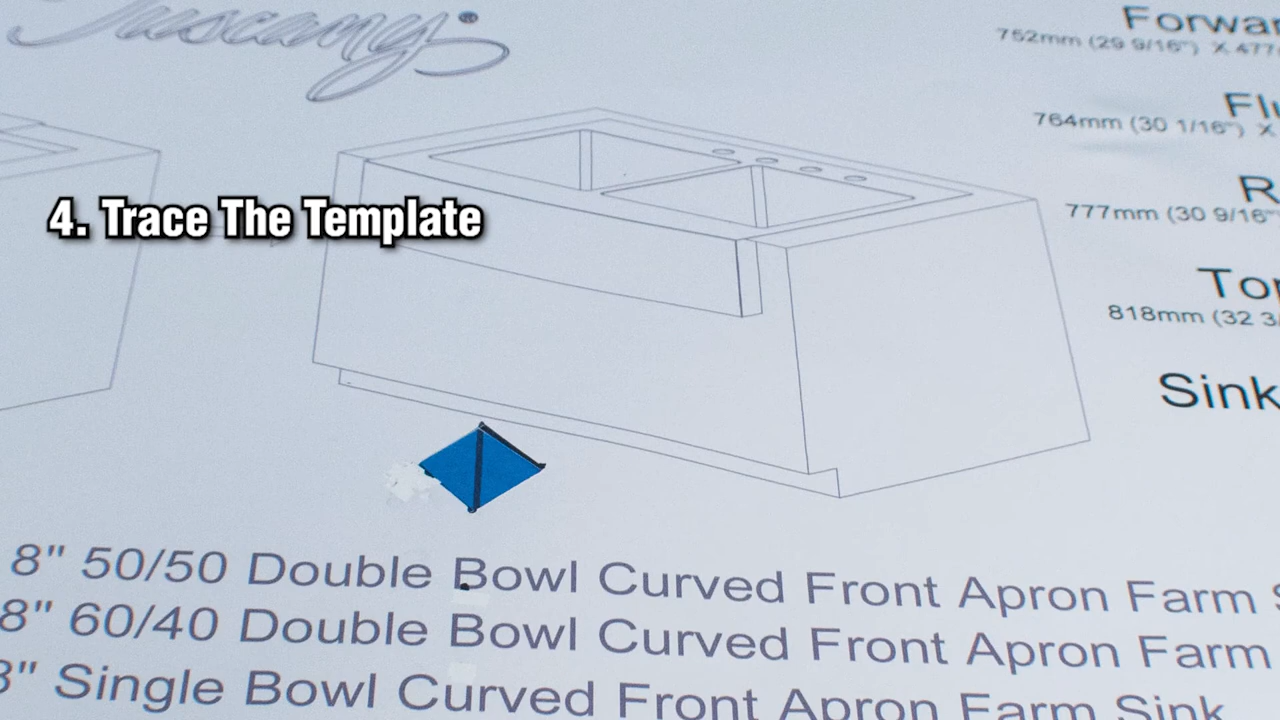 Tuscany®
Forwar
752mm (29 9/16") X 477
Flu
764mm (30 1/16") X
R
777mm (30 9/16"
4. Trace The Template
To
818mm (32 3/
Sink
8" 50/50 Double Bowl Curved Front Apron Farm S
8" 60/40 Double Bowl Curved Front Apron Farm
8" Single Bowl Curved Front Apron Farm Sink